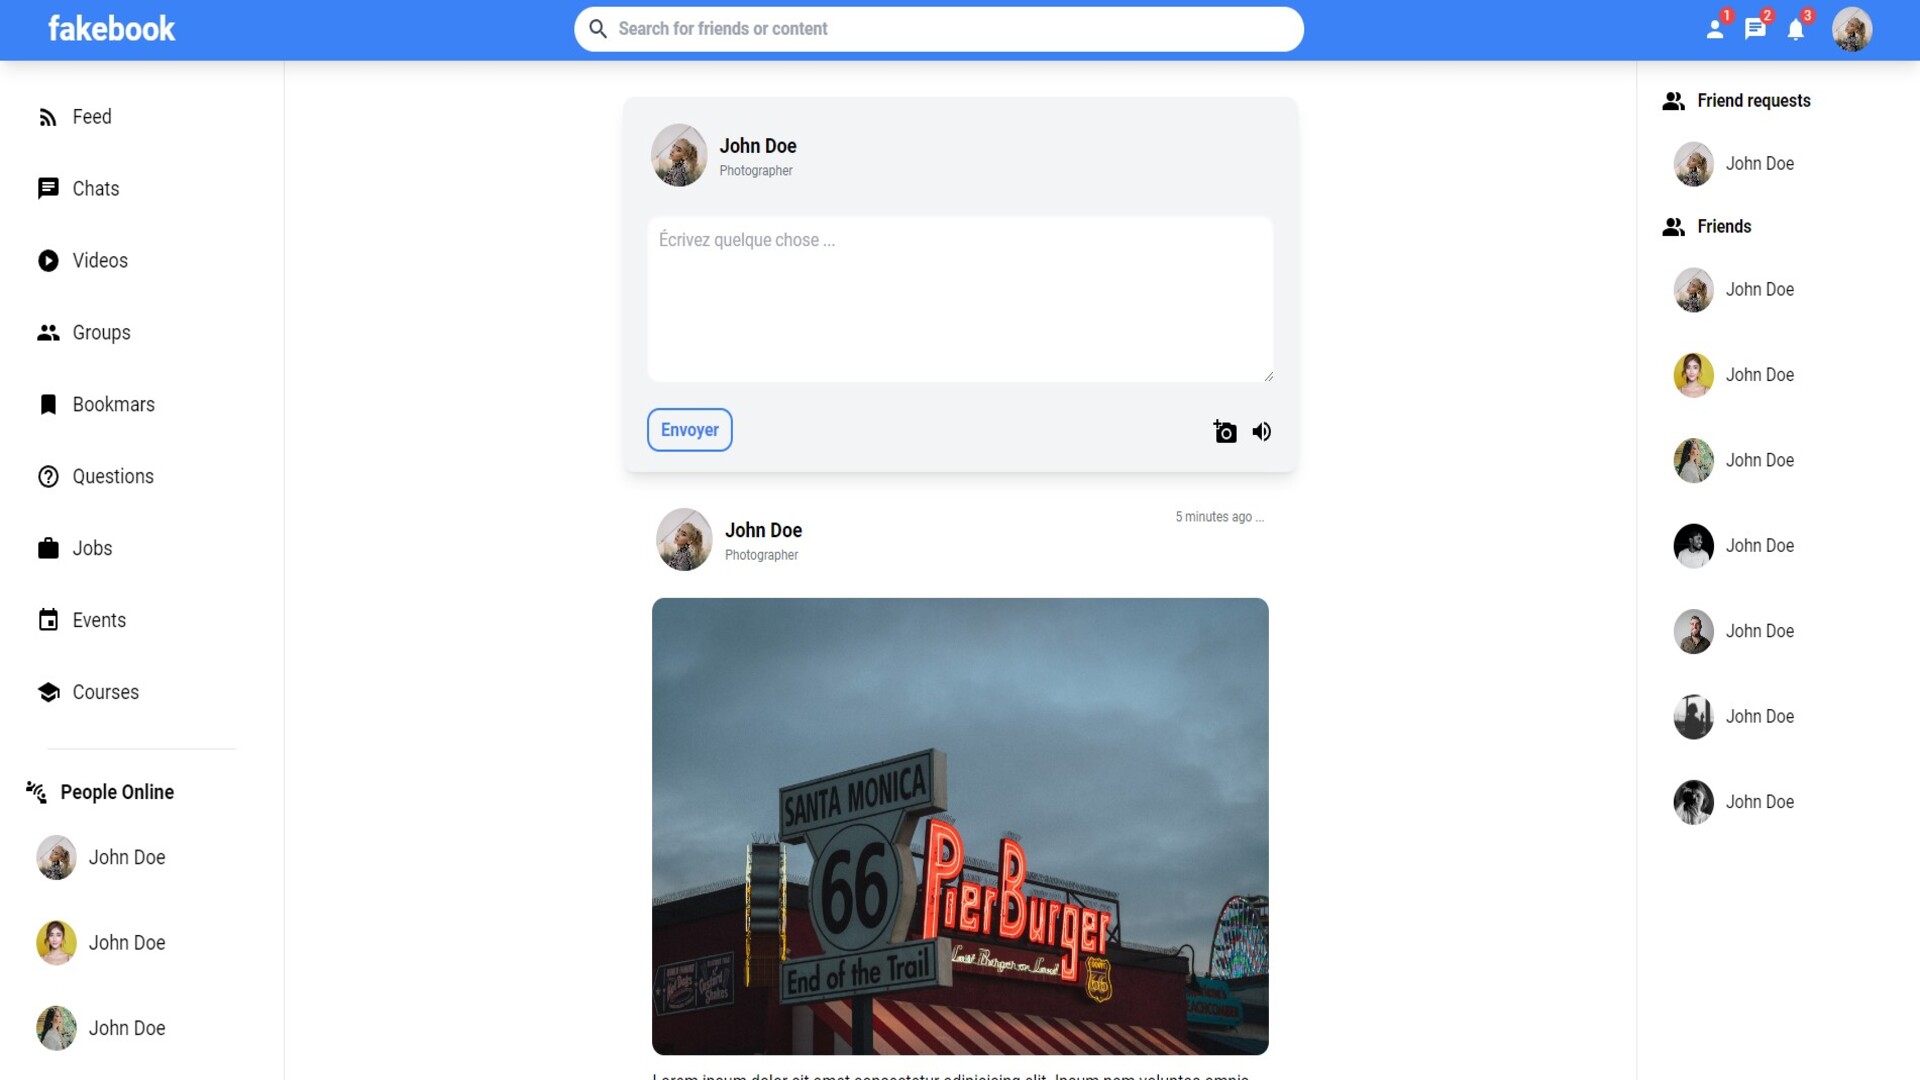 fakebook
Search for friends or content
1
2
3
Feed
Chats
Videos
Groups
Bookmars
Questions
Jobs
Events
Courses
People Online
John Doe
John Doe
John Doe
John Doe
Photographer
Écrivez quelque chose ...
Envoyer
John Doe
Photographer
5 minutes ago ...
SANTA MONICA
66
End of the Trail
PierBurger
Last Burger on Land
66
Friend requests
John Doe
Friends
John Doe
John Doe
John Doe
John Doe
John Doe
John Doe
John Doe